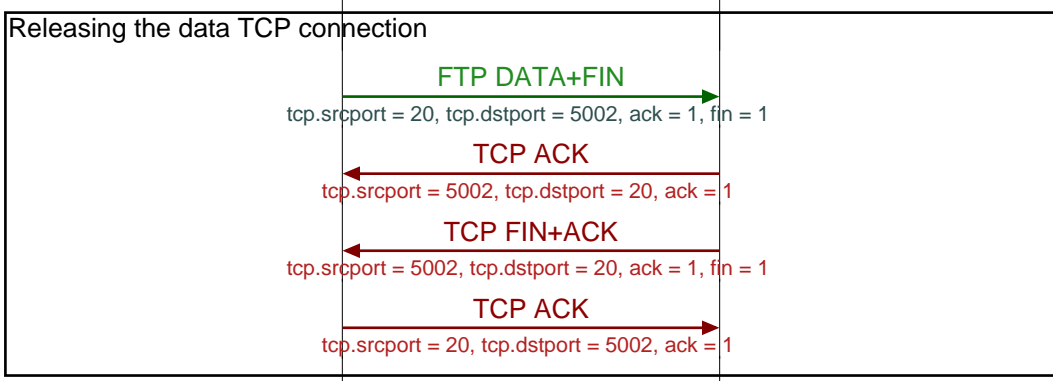 Releasing the data TCP connection
FTP DATA+FIN
tcp.srcport = 20, tcp.dstport = 5002, ack = 1, fin = 1
TCP ACK
tcp.srcport = 5002, tcp.dstport = 20, ack = 1
TCP FIN+ACK
tcp.srcport = 5002, tcp.dstport = 20, ack = 1, fin = 1
TCP ACK
tcp.srcport = 20, tcp.dstport = 5002, ack = 1